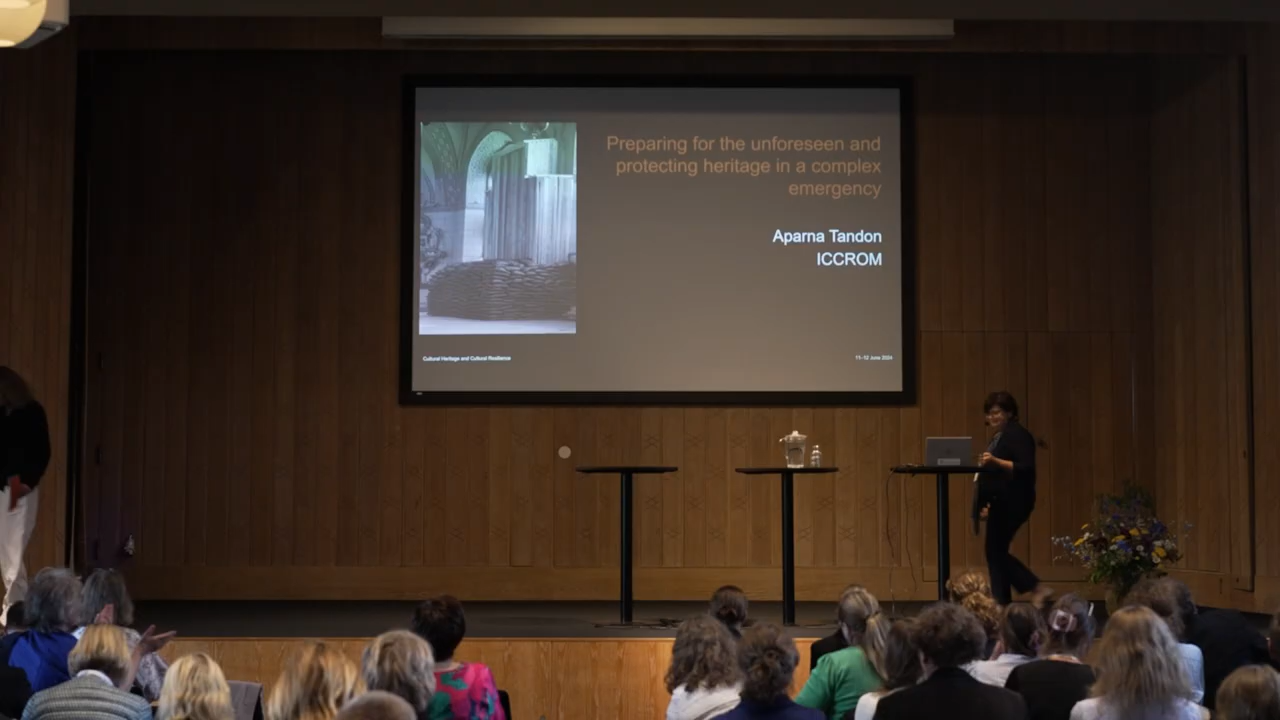 Preparing for the unforeseen and
protecting heritage in a complex
emergency
Aparna Tandon
ICCROM
Cultural Heritage and Cultural Resilience
11-12 June 2024